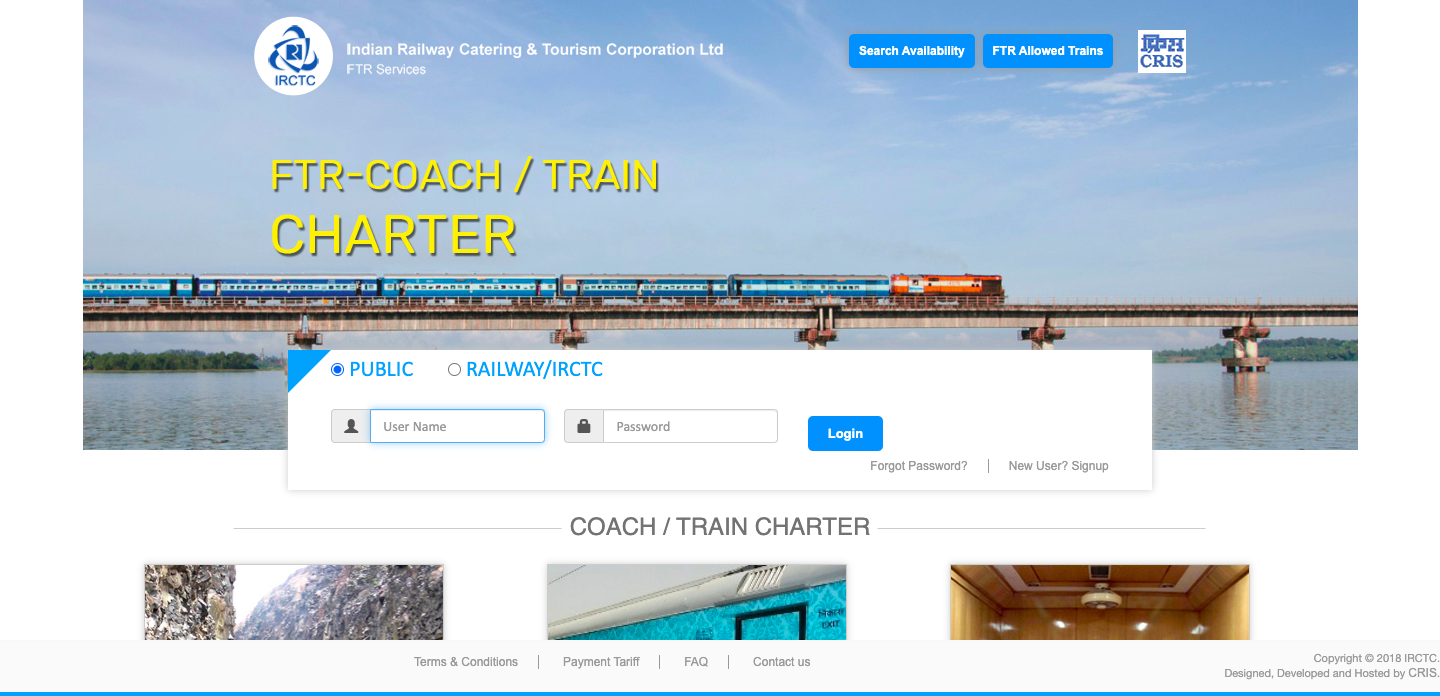 IRCTC
Indian Railway Catering & Tourism Corporation Ltd
FTR Services
Search Availability
FTR Allowed Trains
क्रिस
CRIS
FTR-COACH / TRAIN
CHARTER
PUBLIC
RAILWAY/IRCTC
User Name
Password
Login
Forgot Password?
New User? Signup
COACH / TRAIN CHARTER
निकास
EXIT
Terms & Conditions
Payment Tariff
FAQ
Contact us
Copyright © 2018 IRCTC.
Designed, Developed and Hosted by CRIS.